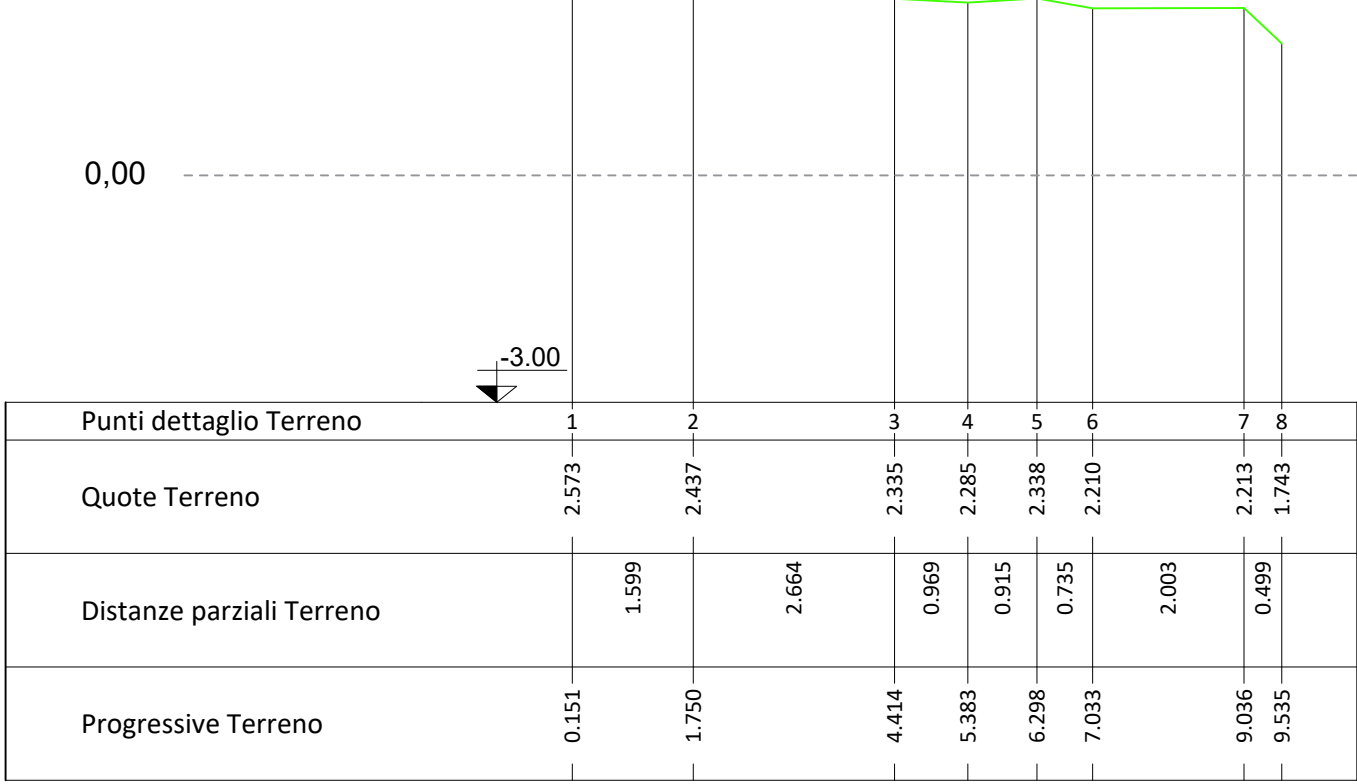 0,00
-3.00
Punti dettaglio Terreno 1 2 3 4 5 6 7 8
Quote Terreno 2.573 2.437 2.335 2.285 2.338 2.210 2.213 1.743
Distanze parziali Terreno 1.599 2.664 0.969 0.915 0.735 2.003 0.499
Progressive Terreno 0.151 1.750 4.414 5.383 6.298 7.033 9.036 9.535